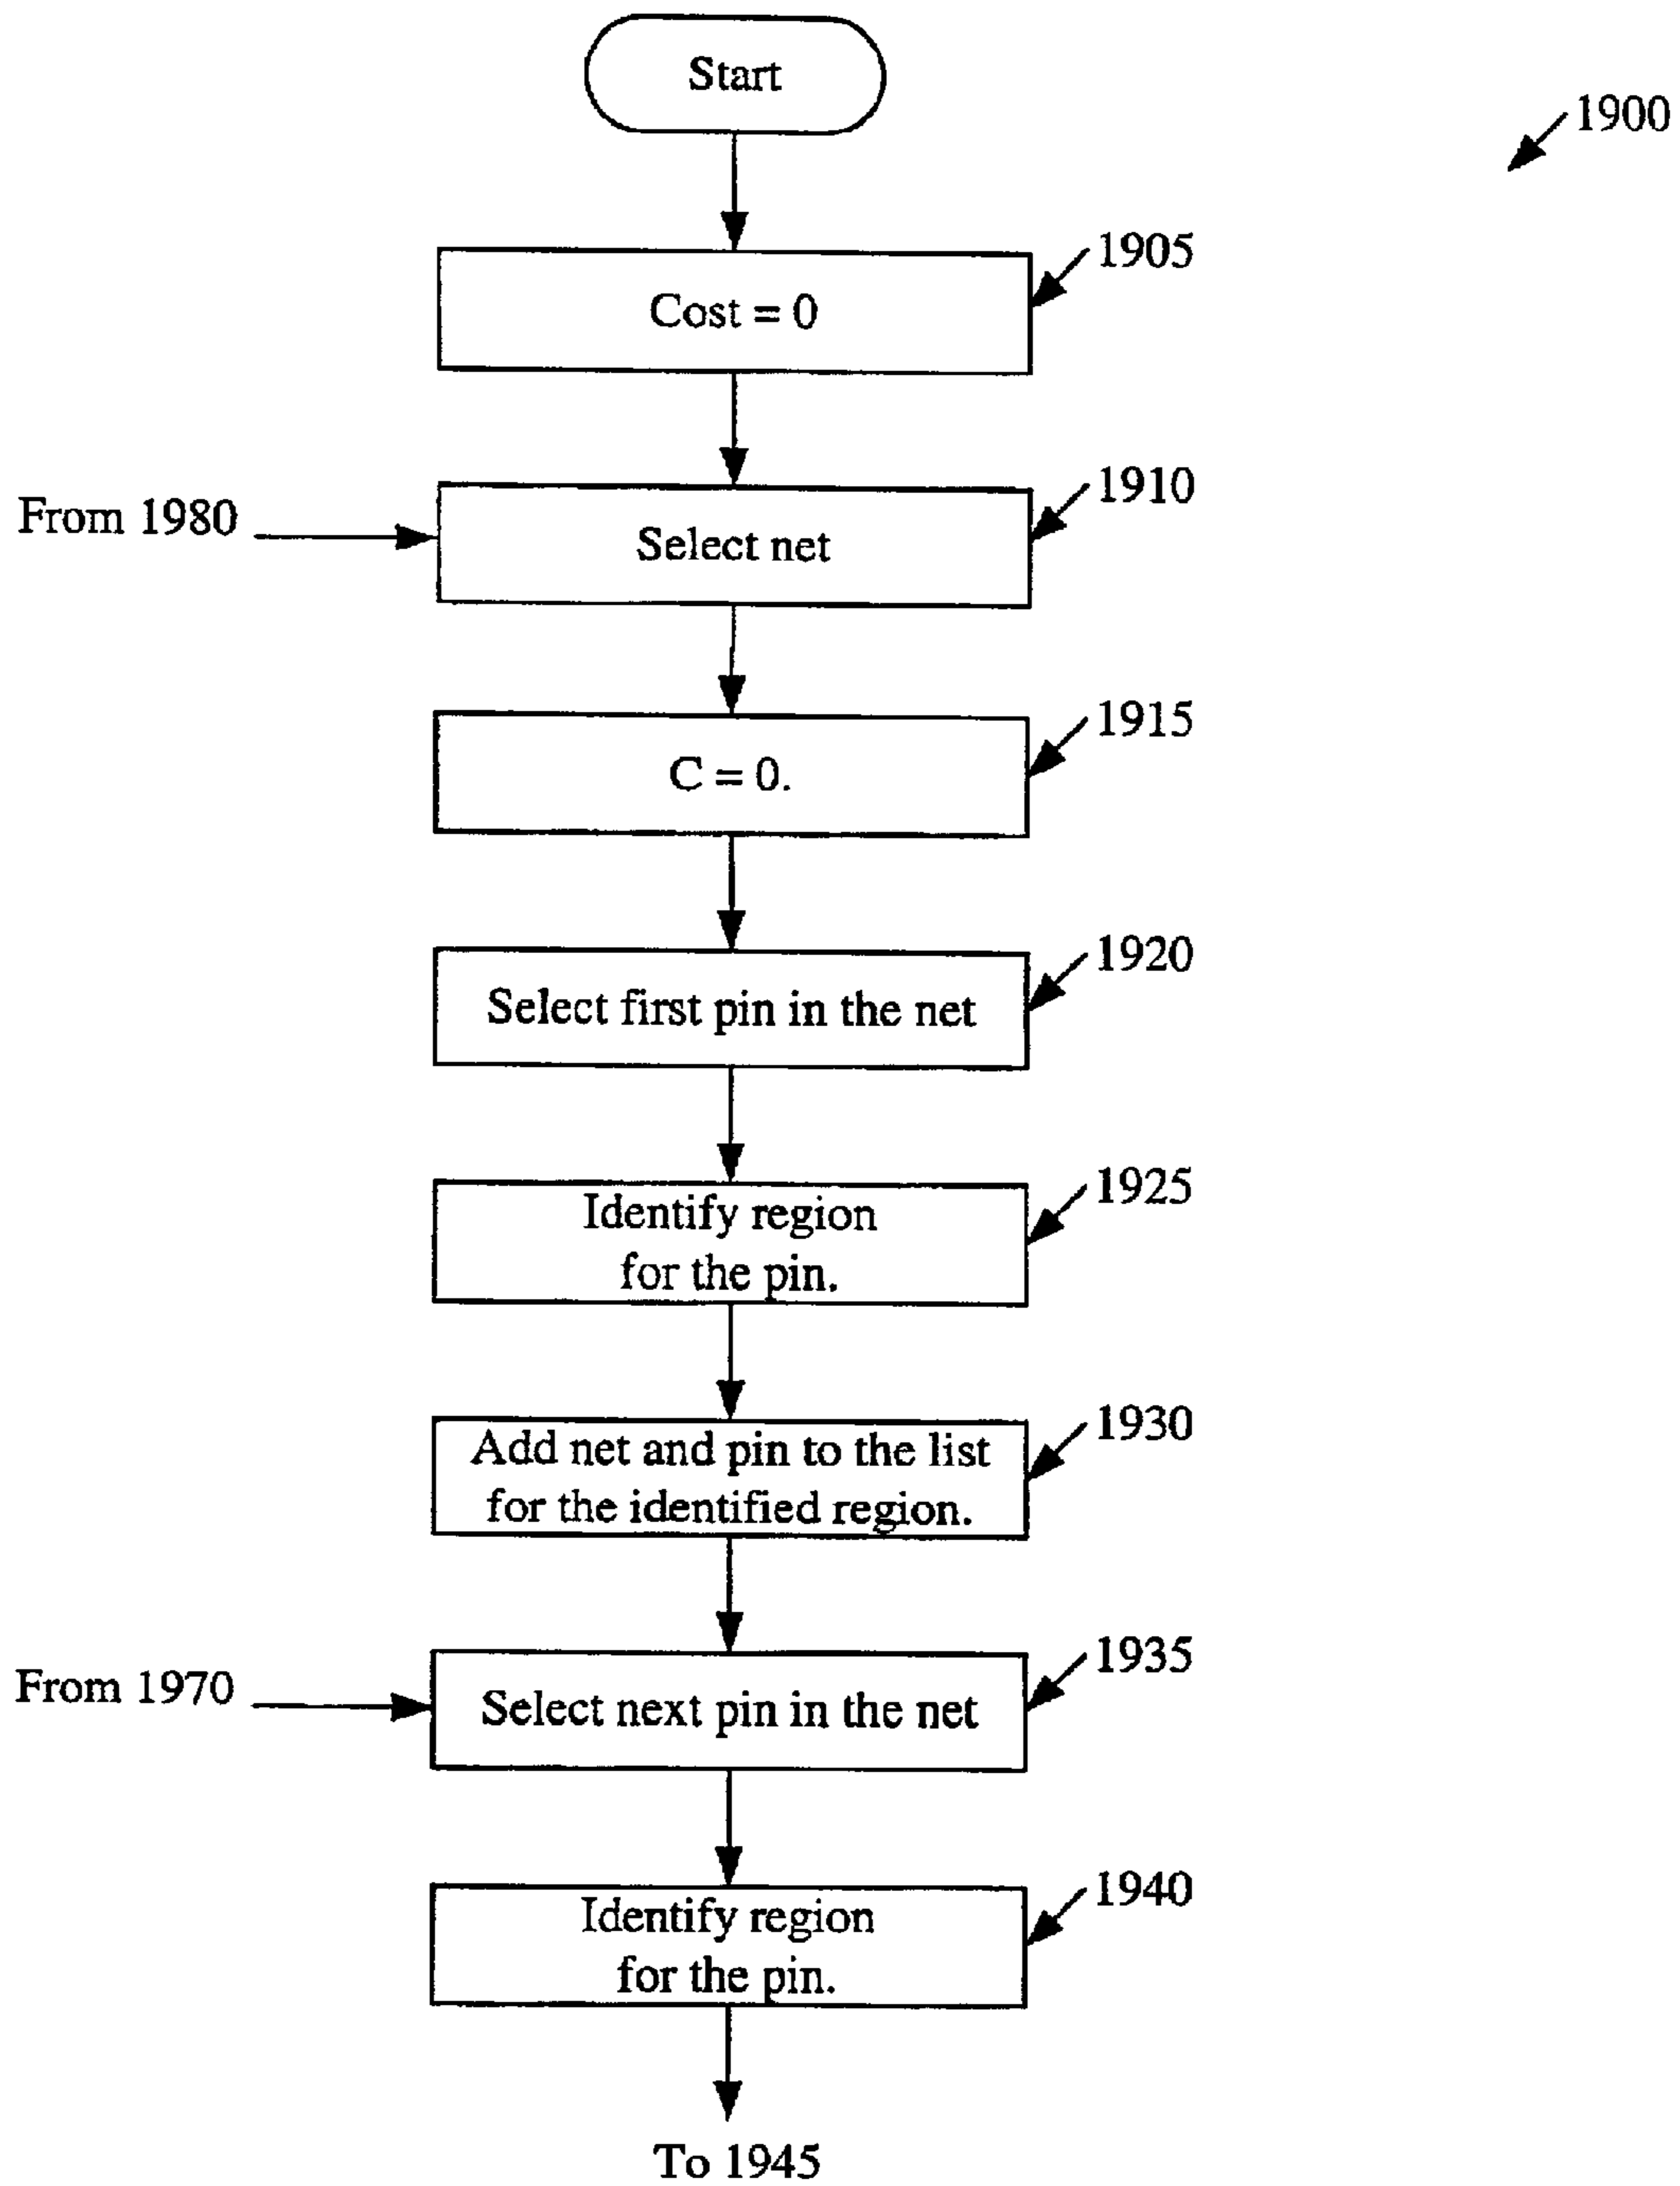 Start
1900
1905
Cost = 0
From 1980
1910
Select net
1915
C = 0.
1920
Select first pin in the net
1925
Identify region
for the pin.
1930
Add net and pin to the list
for the identified region.
From 1970
1935
Select next pin in the net
1940
Identify region
for the pin.
To 1945